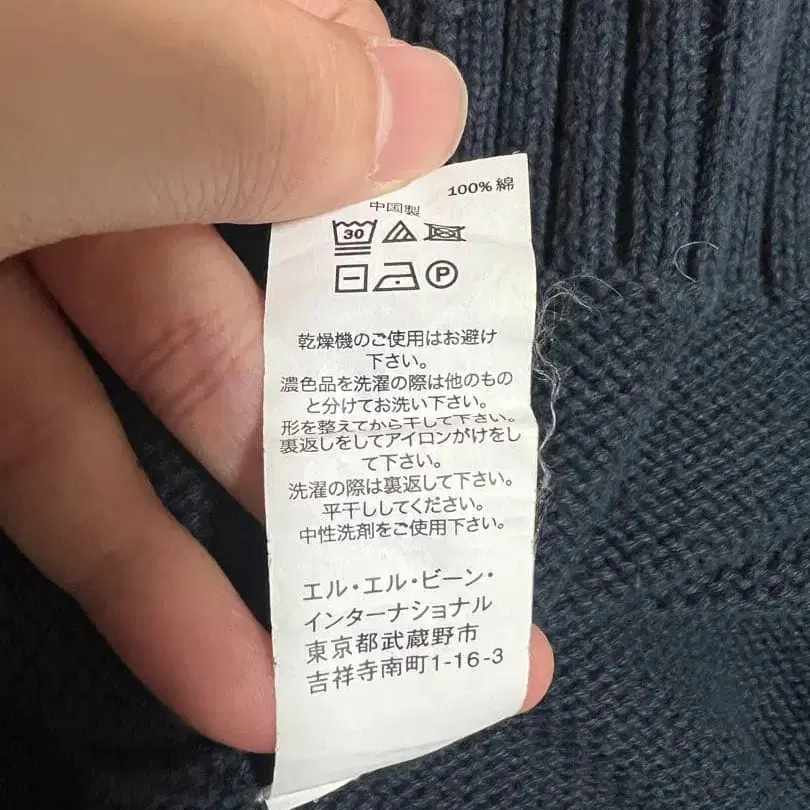 100% 綿
中国製
30
P
乾燥機のご使用はお避け
下さい。
濃色品を洗濯の際は他のもの
と分けてお洗い下さい。
形を整えてから干して下さい。
裏返しをしてアイロンがけをし
て下さい。
洗濯の際は裏返して下さい。
平干ししてください。
中性洗剤をご使用下さい。
エル・エル・ビーン・
インターナショナル
東京都武蔵野市
吉祥寺南町1-16-3